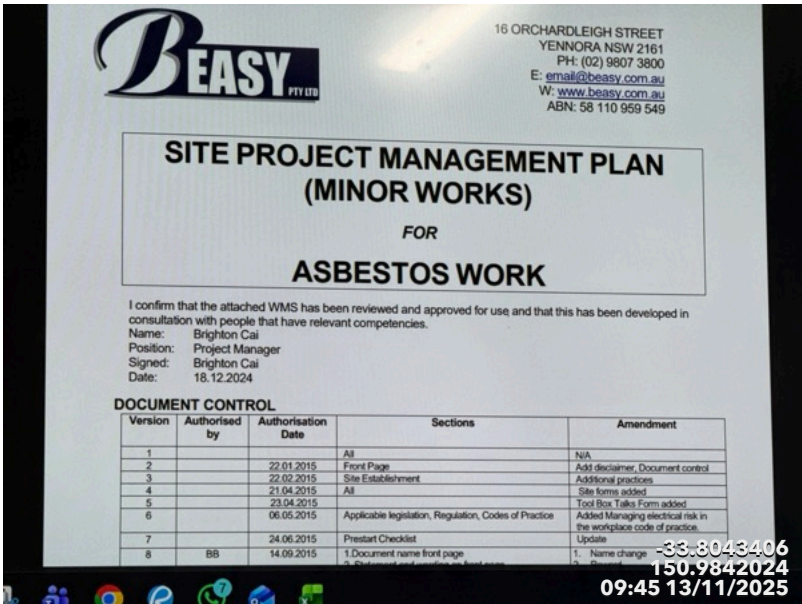 BEASY PTY LTD
16 ORCHARDLEIGH STREET
YENNORA NSW 2161
PH: (02) 9807 3800
E: email@beasy.com.au
W: www.beasy.com.au
ABN: 58 110 959 549
SITE PROJECT MANAGEMENT PLAN
(MINOR WORKS)
FOR
ASBESTOS WORK
I confirm that the attached WMS has been reviewed and approved for use and that this has been developed in
consultation with people that have relevant competencies.
Name: Brighton Cai
Position: Project Manager
Signed: Brighton Cai
Date: 18.12.2024
DOCUMENT CONTROL
Version Authorised by Authorisation Date Sections Amendment
1 All N/A
2 22.01.2015 Front Page Add disclaimer, Document control
3 22.02.2015 Site Establishment Additional practices
4 21.04.2015 All Site forms added
5 23.04.2015 Tool Box Talks Form added
6 06.05.2015 Applicable legislation, Regulation, Codes of Practice Added Managing electrical risk in
the workplace code of practice.
7 24.06.2015 Prestart Checklist Update
8 BB 14.09.2015 1.Document name front page 1. Name change
7
-33.8043406
150.9842024
09:45 13/11/2025